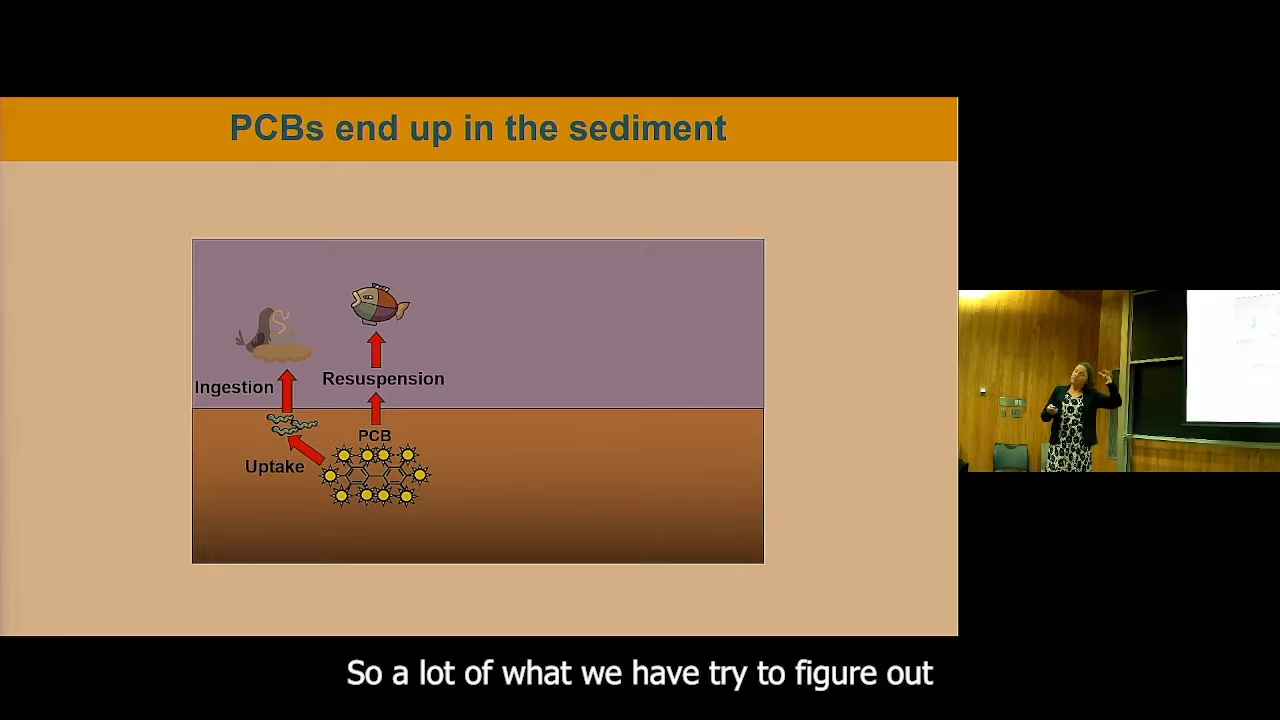 PCBs end up in the sediment
Ingestion
Resuspension
PCB
Uptake
So a lot of what we have try to figure out